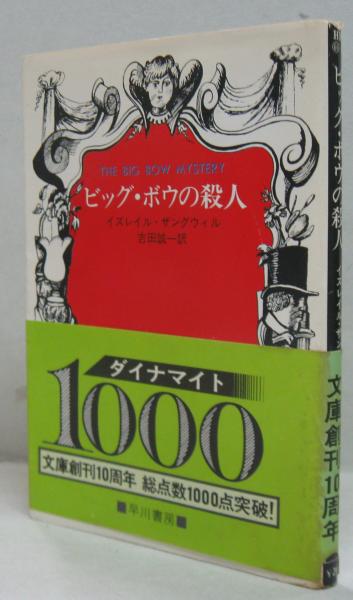 THE BIG BOW MYSTERY
ビッグ・ボウの殺人
イズレイル・ザングウィル
吉田誠一訳
ダイナマイト
1000
文庫創刊10周年 総点数1000点突破!
■早川書房■
ビッグ・ボウの殺人
文庫創刊10周年